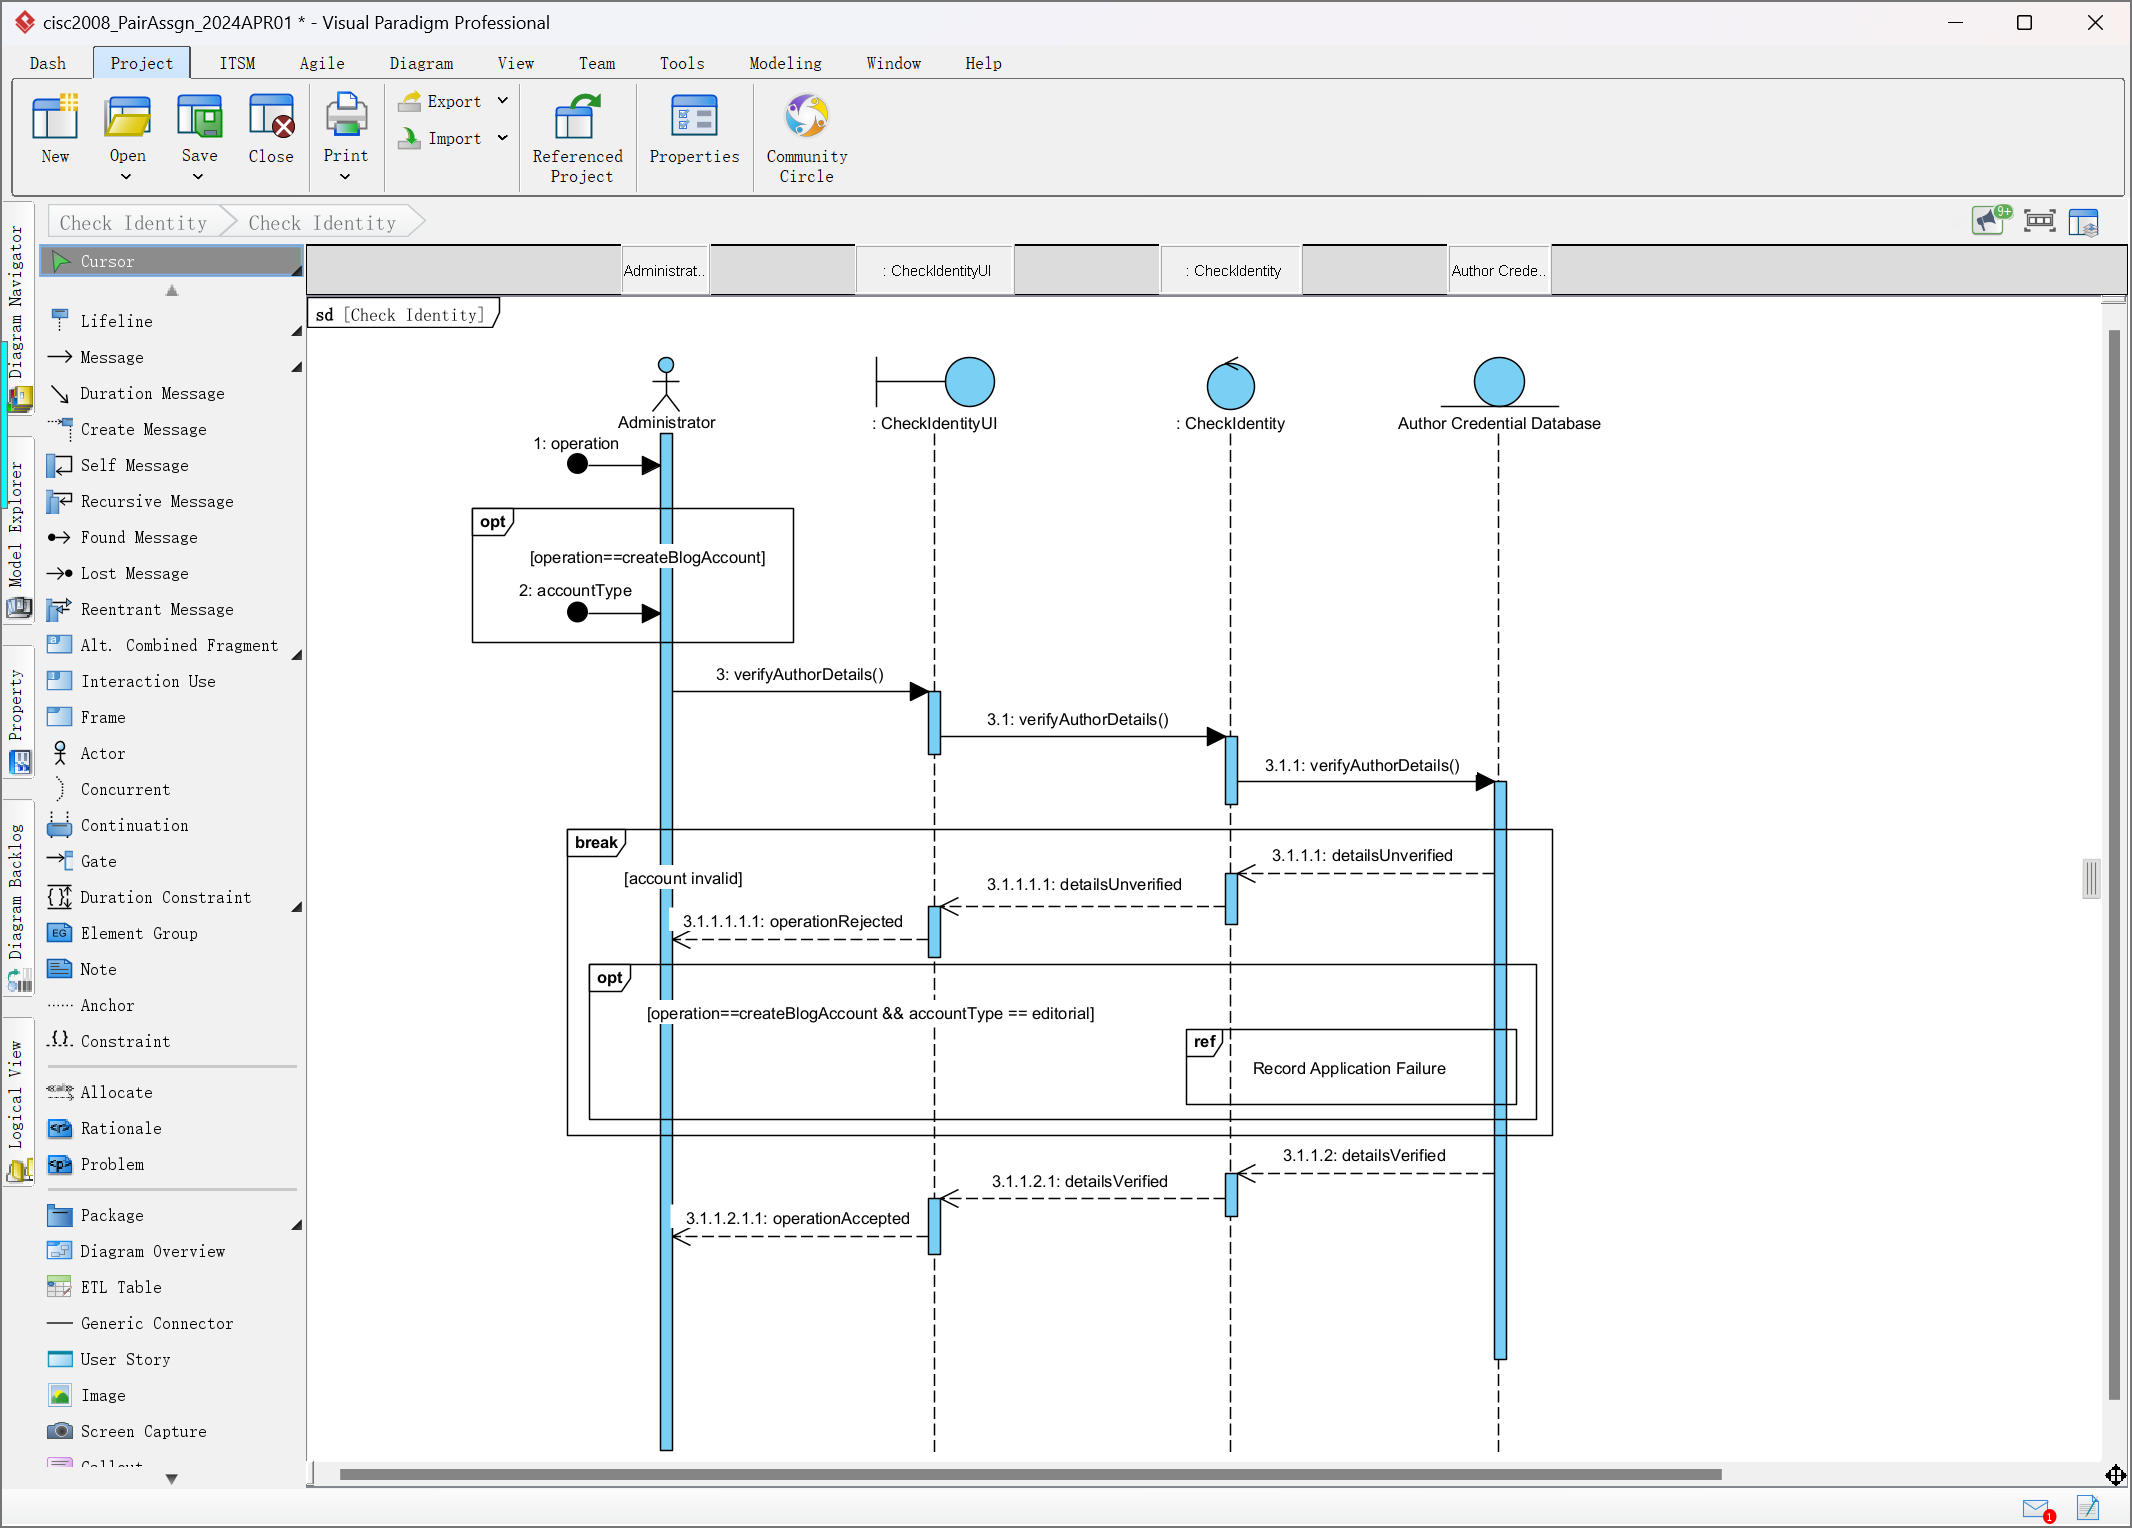 cisc2008_PairAssgn_2024APR01 * - Visual Paradigm Professional
Dash Project ITSM Agile Diagram View Team Tools Modeling Window Help
New Open Save Close Print Export Import Referenced Project Properties Community Circle
Check Identity Check Identity
9+
Diagram Navigator
Model Explorer
Property
Diagram Backlog
Logical View
Cursor
Lifeline
Message
Duration Message
Create Message
Self Message
Recursive Message
Found Message
Lost Message
Reentrant Message
Alt. Combined Fragment
Interaction Use
Frame
Actor
Concurrent
Continuation
Gate
Duration Constraint
EG Element Group
Note
Anchor
Constraint
Allocate
<r> Rationale
<p> Problem
Package
Diagram Overview
ETL Table
Generic Connector
User Story
Image
Screen Capture
Callout
Administrat.. : CheckIdentityUI : CheckIdentity Author Crede..
sd [Check Identity]
Administrator : CheckIdentityUI : CheckIdentity Author Credential Database
1: operation
opt
[operation==createBlogAccount]
2: accountType
3: verifyAuthorDetails()
3.1: verifyAuthorDetails()
3.1.1: verifyAuthorDetails()
break
[account invalid]
3.1.1.1: detailsUnverified
3.1.1.1.1: detailsUnverified
3.1.1.1.1.1: operationRejected
opt
[operation==createBlogAccount && accountType == editorial]
ref
Record Application Failure
3.1.1.2: detailsVerified
3.1.1.2.1: detailsVerified
3.1.1.2.1.1: operationAccepted
1